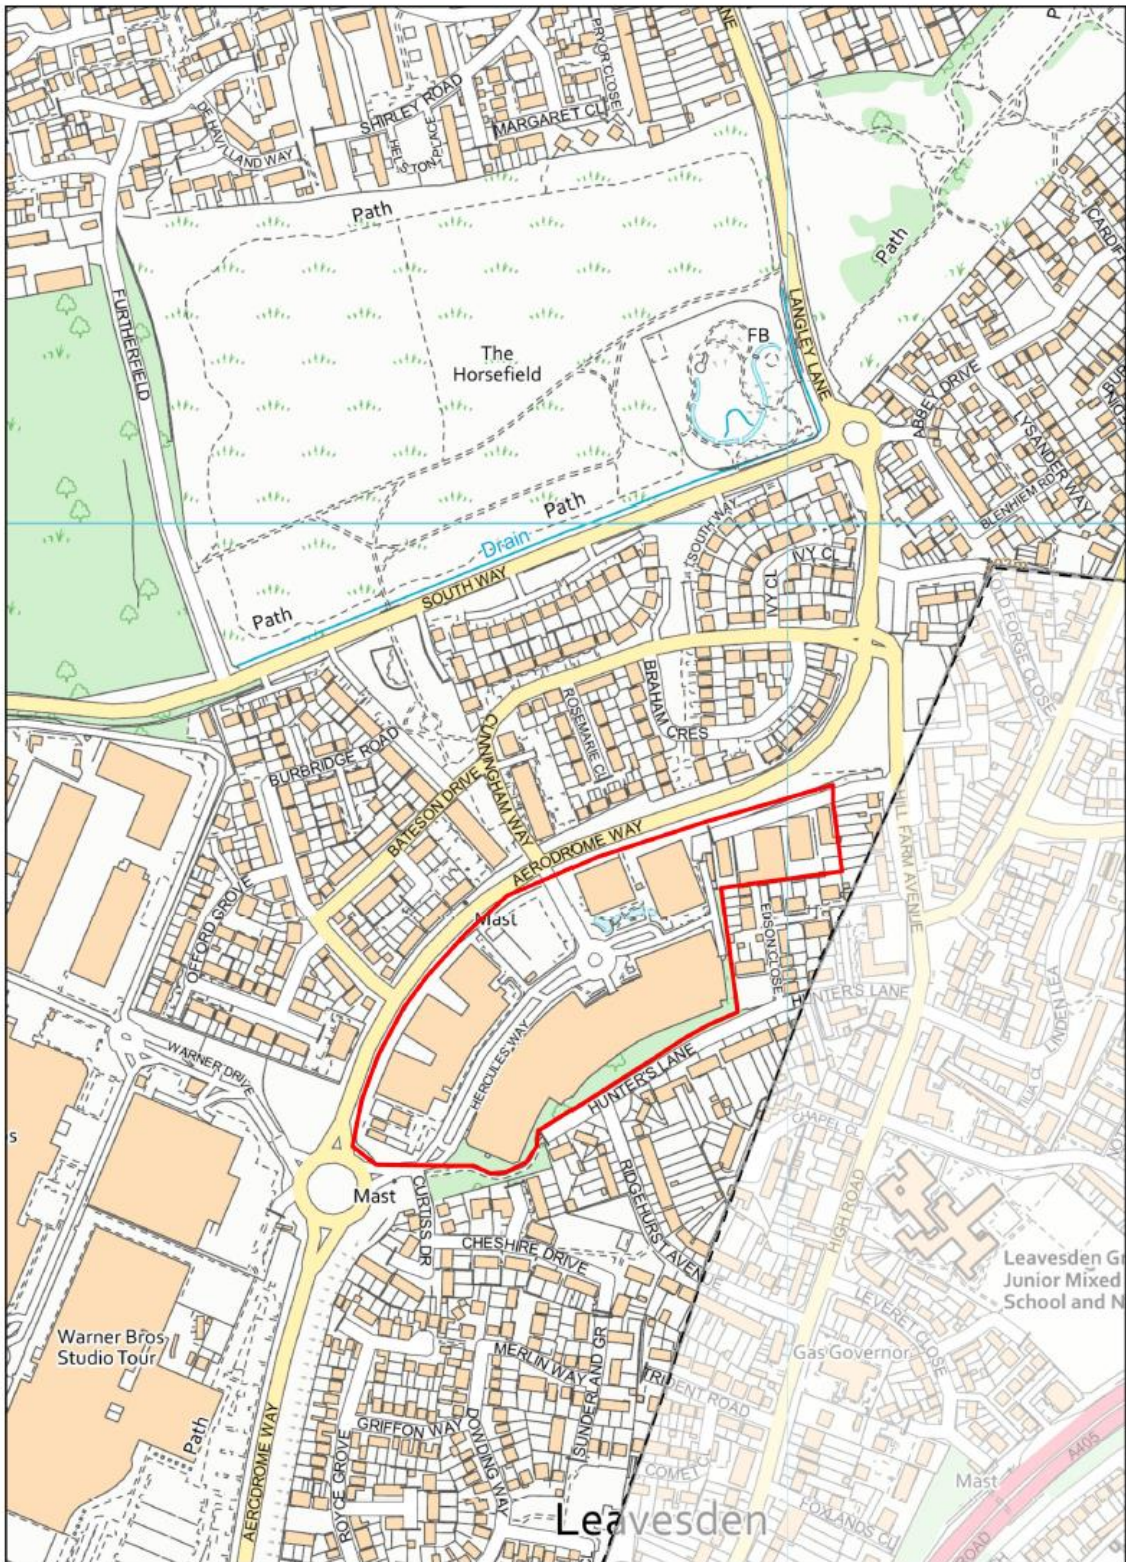 PRYOR CLOSE
SHIRLEY ROAD
MARGARET CL
DE HAVILLAND WAY
HELSTON PLACE
Path
CARDIFF
Path
FURTHERFIELD
LANGLEY LANE
FB
The
Horsefield
ABBEY DRIVE
LYSANDER WAY
BLENHIEM RD
Path
Drain
SOUTH WAY
IVY CL
IVY CT
SOUTH WAY
Path
OLD FORGE CLOSE
BRAHAM CRES
ROSEMARIE CL
CUNNINGHAM WAY
BURBRIDGE ROAD
BATESON DRIVE
AERODROME WAY
HILL FARM AVENUE
OFFORD GROVE
Mast
EDSON CLOSE
HUNTER'S LANE
LINDEN LEA
WARNER DRIVE
HERCULES WAY
HUNTER'S LANE
CHAPEL CL
Mast
CURTISS DR
RIDGEHURST AVENUE
HIGH ROAD
CHESHIRE DRIVE
Leavesden Gr
Junior Mixed
School and N
LEVERET CLOSE
Warner Bros
Studio Tour
MERLIN WAY
SUNDERLAND GR
Gas Governor
TRIDENT ROAD
Path
GRIFFON WAY
DOWDING WAY
ROYCE GROVE
AERODROME WAY
COMET CL
A405
Mast
FOXLANDS CL
ROAD
Leavesden